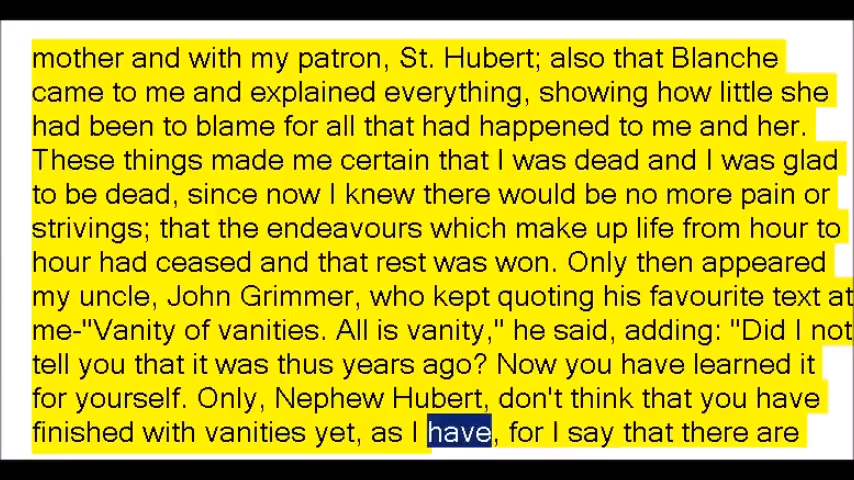 mother and with my patron, St. Hubert; also that Blanche
came to me and explained everything, showing how little she
had been to blame for all that had happened to me and her.
These things made me certain that I was dead and I was glad
to be dead, since now I knew there would be no more pain or
strivings; that the endeavours which make up life from hour to
hour had ceased and that rest was won. Only then appeared
my uncle, John Grimmer, who kept quoting his favourite text at
me-"Vanity of vanities. All is vanity," he said, adding: "Did I not
tell you that it was thus years ago? Now you have learned it
for yourself. Only, Nephew Hubert, don't think that you have
finished with vanities yet, as I have, for I say that there are